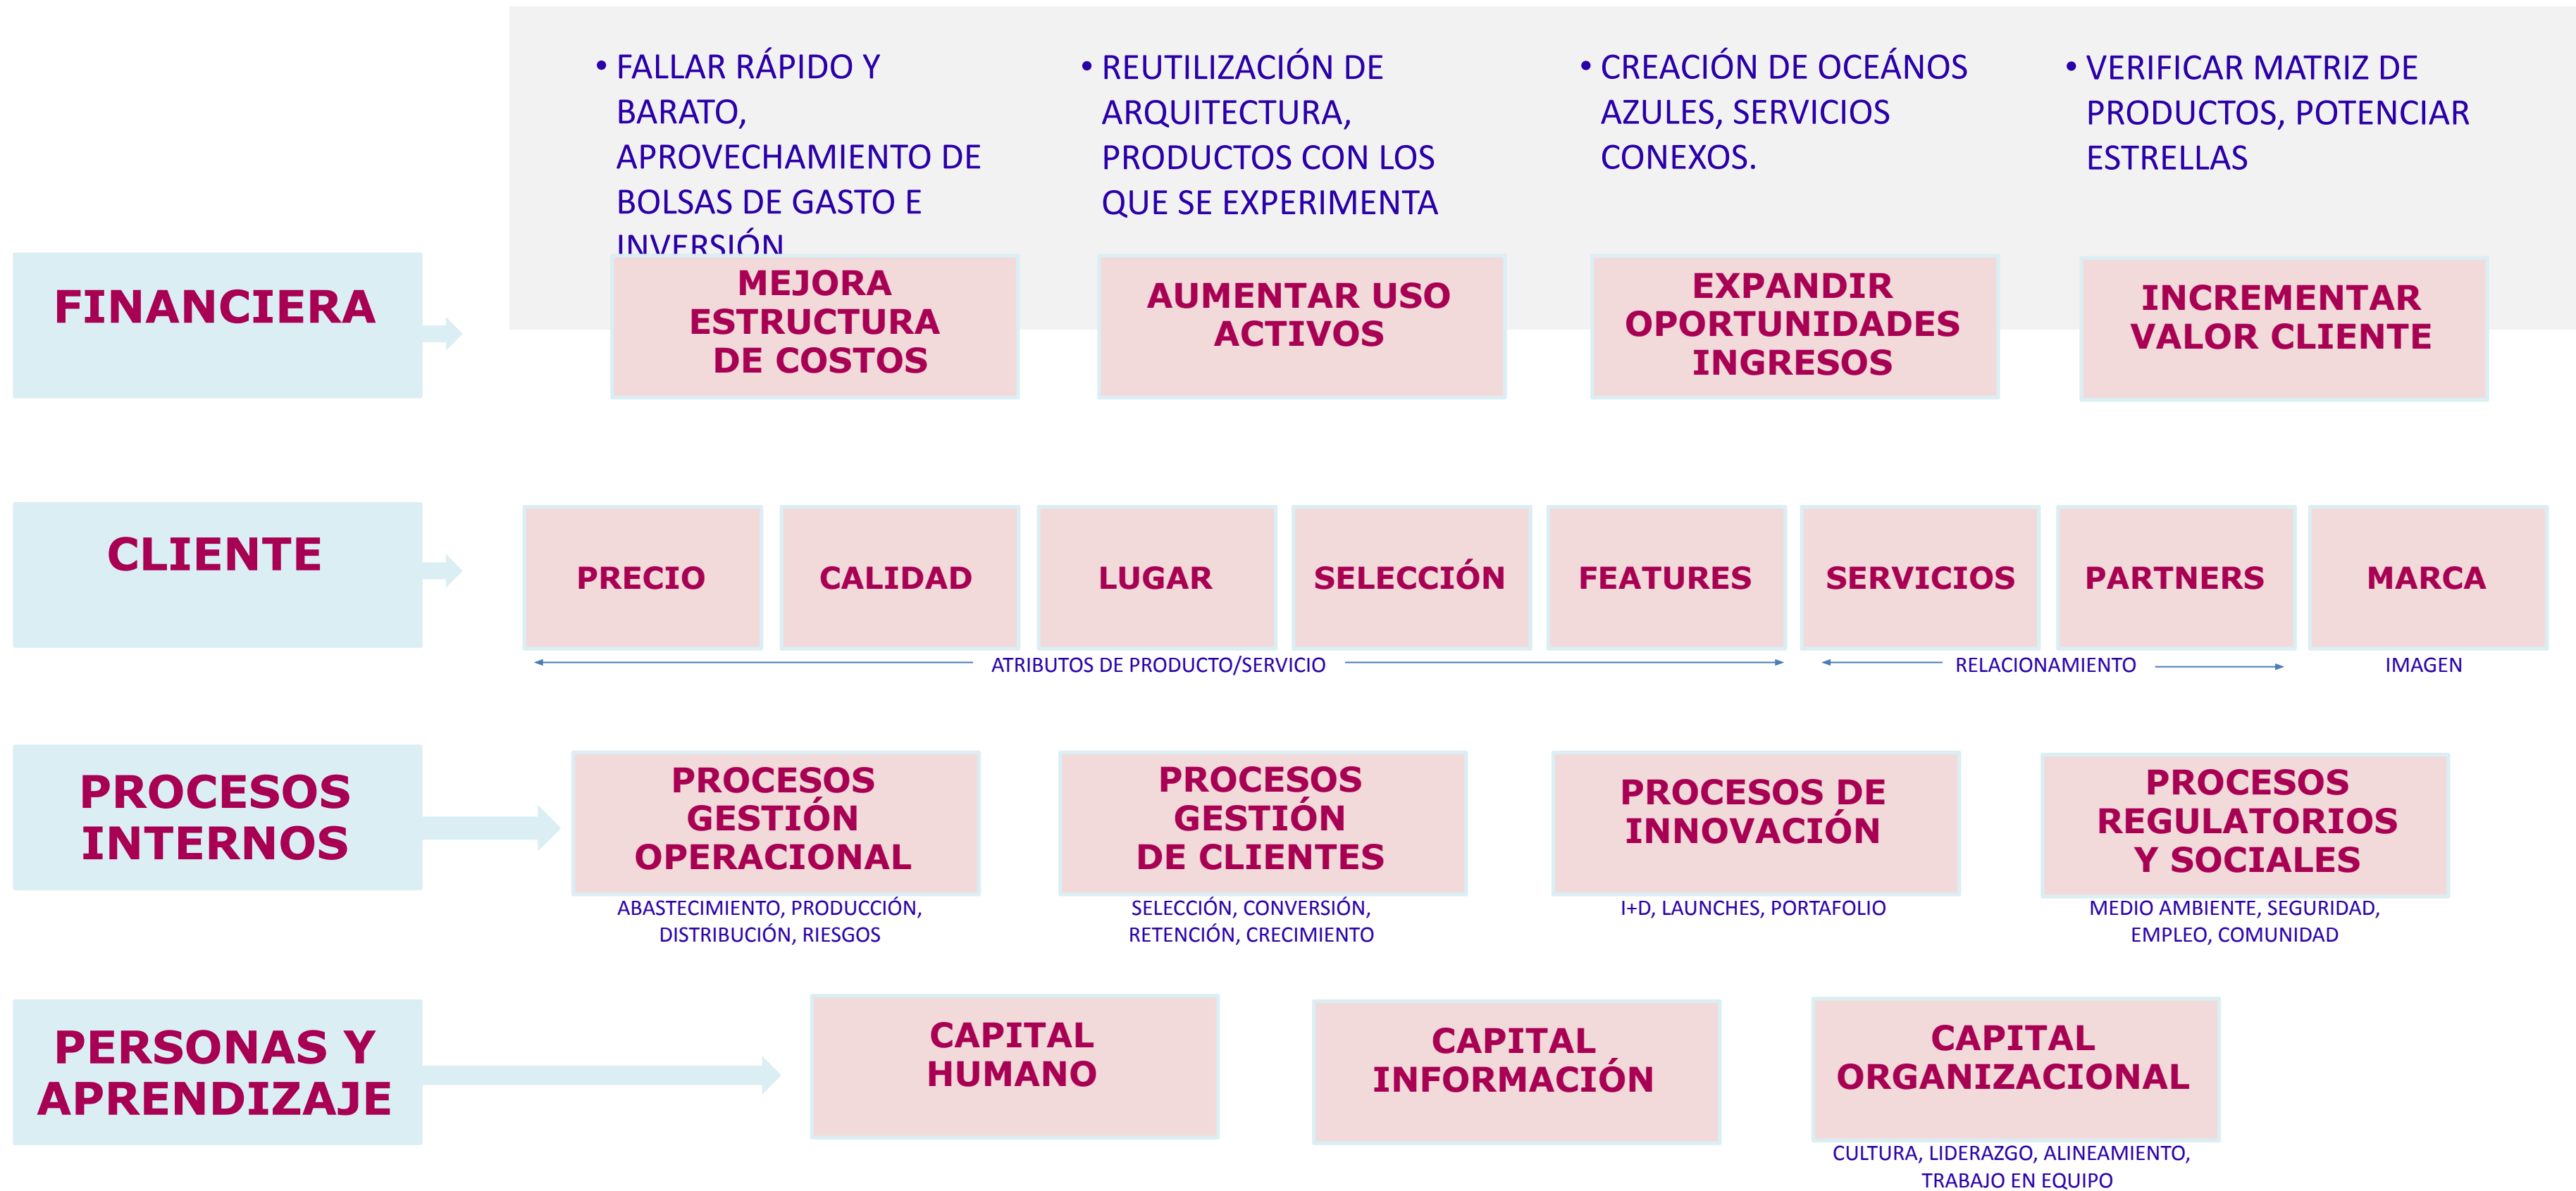 • FALLAR RÁPIDO Y
BARATO,
APROVECHAMIENTO DE
BOLSAS DE GASTO E
INVERSIÓN
• REUTILIZACIÓN DE
ARQUITECTURA,
PRODUCTOS CON LOS
QUE SE EXPERIMENTA
• CREACIÓN DE OCEÁNOS
AZULES, SERVICIOS
CONEXOS.
• VERIFICAR MATRIZ DE
PRODUCTOS, POTENCIAR
ESTRELLAS
FINANCIERA
MEJORA
ESTRUCTURA
DE COSTOS
AUMENTAR USO
ACTIVOS
EXPANDIR
OPORTUNIDADES
INGRESOS
INCREMENTAR
VALOR CLIENTE
CLIENTE
PRECIO
CALIDAD
LUGAR
SELECCIÓN
FEATURES
SERVICIOS
PARTNERS
MARCA
ATRIBUTOS DE PRODUCTO/SERVICIO
RELACIONAMIENTO
IMAGEN
PROCESOS
INTERNOS
PROCESOS
GESTIÓN
OPERACIONAL
ABASTECIMIENTO, PRODUCCIÓN,
DISTRIBUCIÓN, RIESGOS
PROCESOS
GESTIÓN
DE CLIENTES
SELECCIÓN, CONVERSIÓN,
RETENCIÓN, CRECIMIENTO
PROCESOS DE
INNOVACIÓN
I+D, LAUNCHES, PORTAFOLIO
PROCESOS
REGULATORIOS
Y SOCIALES
MEDIO AMBIENTE, SEGURIDAD,
EMPLEO, COMUNIDAD
PERSONAS Y
APRENDIZAJE
CAPITAL
HUMANO
CAPITAL
INFORMACIÓN
CAPITAL
ORGANIZACIONAL
CULTURA, LIDERAZGO, ALINEAMIENTO,
TRABAJO EN EQUIPO